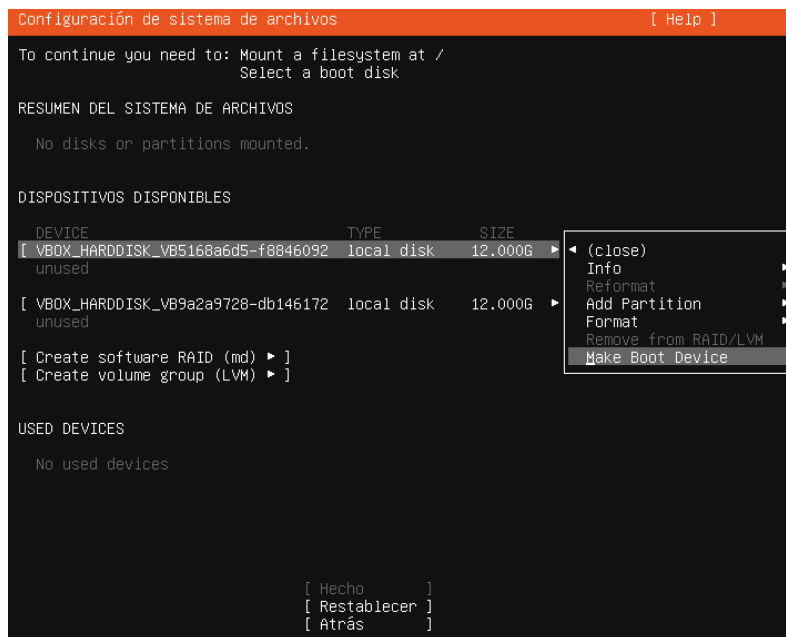 Configuración de sistema de archivos [ Help ]
To continue you need to: Mount a filesystem at /
Select a boot disk
RESUMEN DEL SISTEMA DE ARCHIVOS
No disks or partitions mounted.
DISPOSITIVOS DISPONIBLES
DEVICE TYPE SIZE
[ VBOX_HARDDISK_VB5168a6d5-f8846092 local disk 12.000G ▸
unused
[ VBOX_HARDDISK_VB9a2a9728-db146172 local disk 12.000G ▸
unused
[ Create software RAID (md) ▸ ]
[ Create volume group (LVM) ▸ ]
◂ (close)
Info ▸
Reformat ▸
Add Partition ▸
Format ▸
Remove from RAID/LVM
Make Boot Device
USED DEVICES
No used devices
[ Hecho ]
[ Restablecer ]
[ Atrás ]